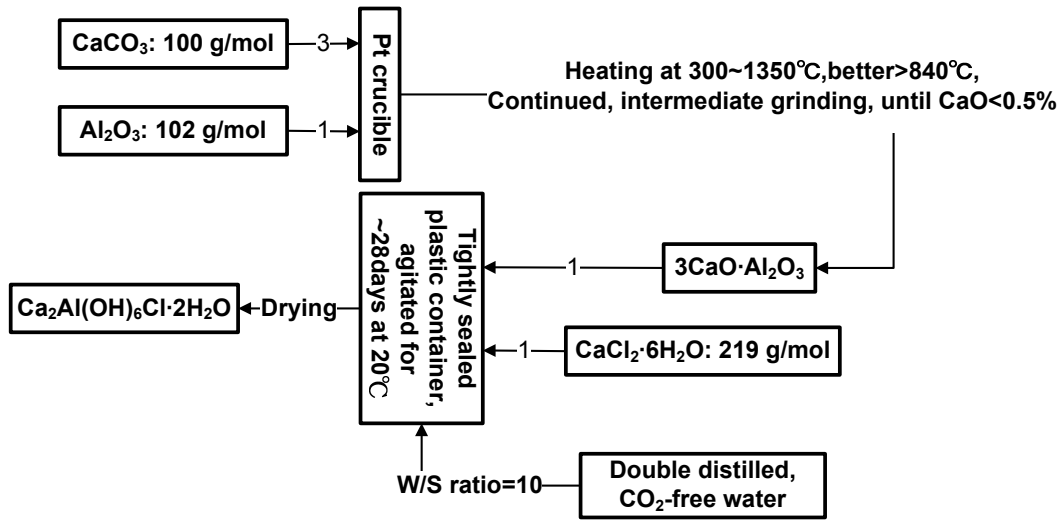 CaCO₃: 100 g/mol
3
Al₂O₃: 102 g/mol
1
Pt crucible
Heating at 300~1350℃,better>840℃,
Continued, intermediate grinding, until CaO<0.5%
3CaO·Al₂O₃
1
CaCl₂·6H₂O: 219 g/mol
1
Tightly sealed
plastic container,
agitated for
~28days at 20℃
Drying
Ca₂Al(OH)₆Cl·2H₂O
W/S ratio=10
Double distilled,
CO₂-free water